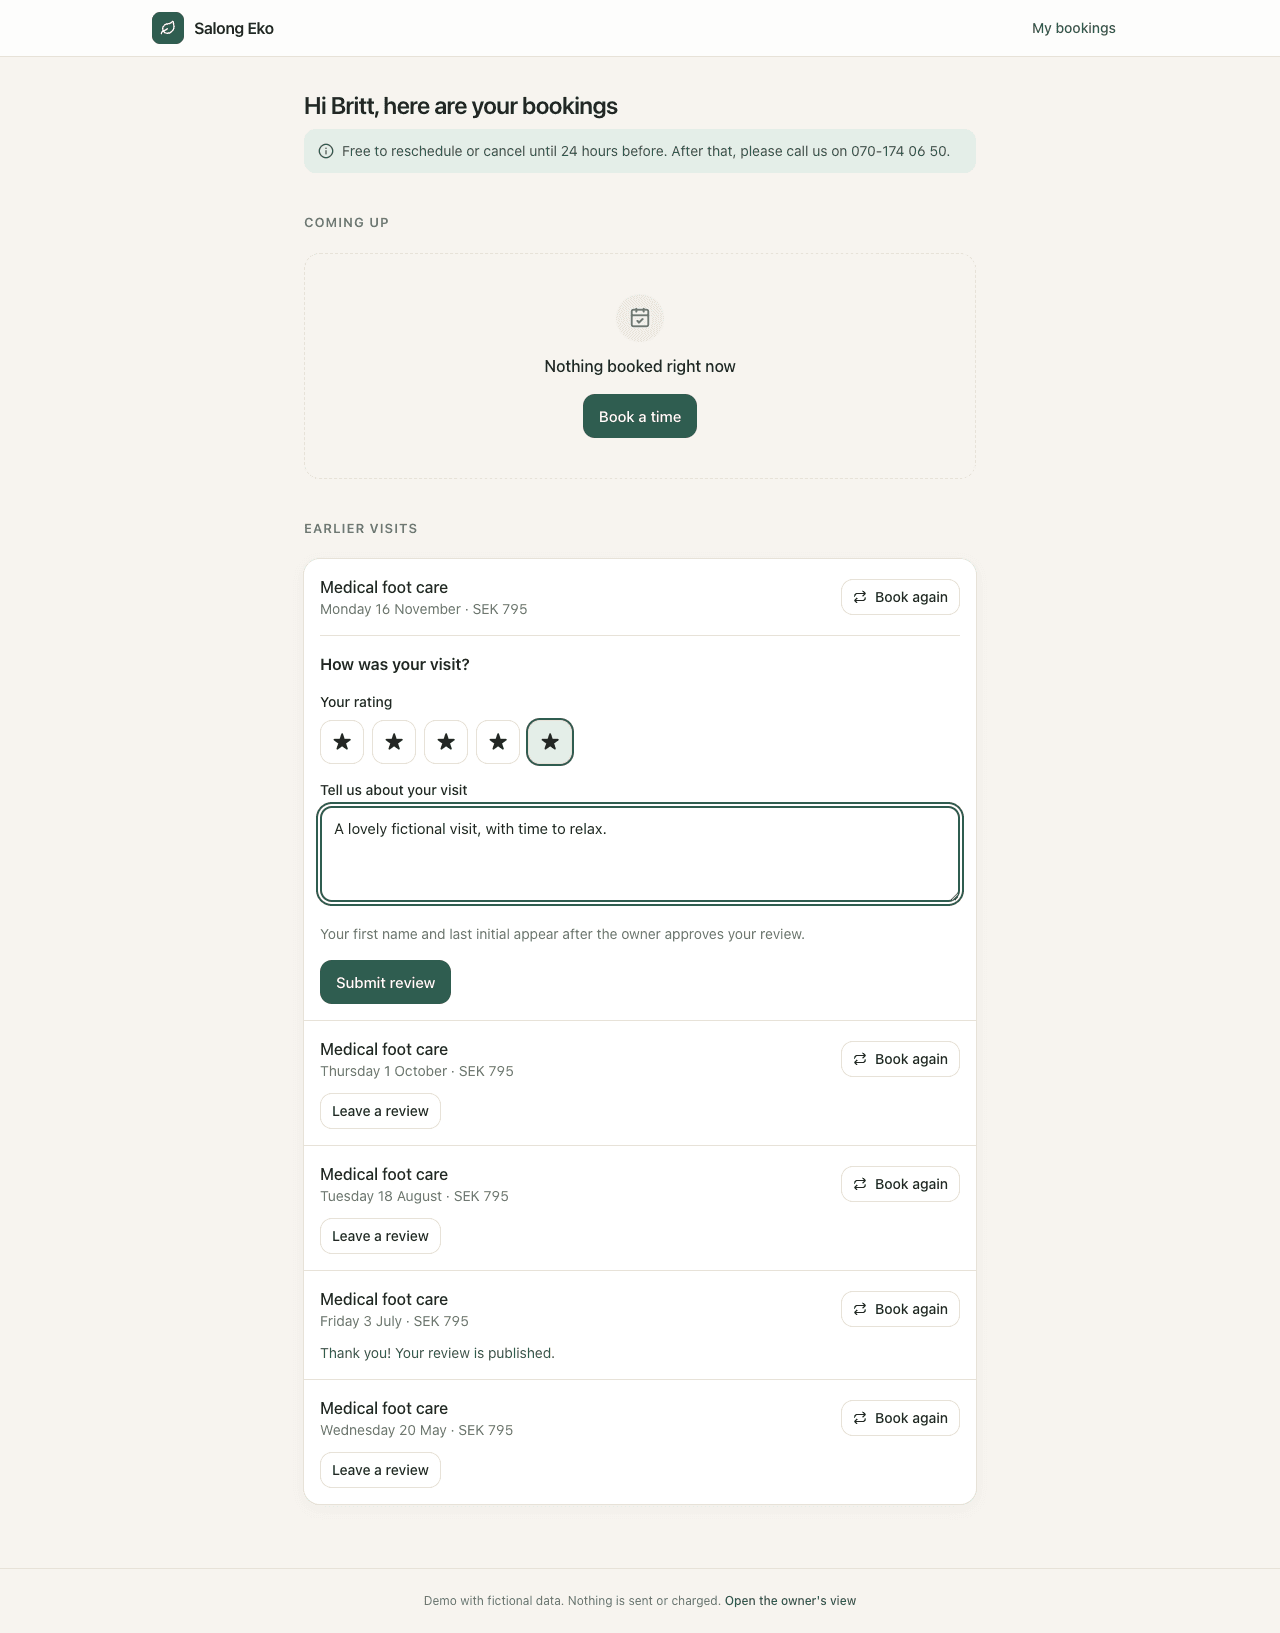 Salong Eko
My bookings
Hi Britt, here are your bookings
Free to reschedule or cancel until 24 hours before. After that, please call us on 070-174 06 50.
COMING UP
Nothing booked right now
Book a time
EARLIER VISITS
Medical foot care
Monday 16 November · SEK 795
Book again
How was your visit?
Your rating
Tell us about your visit
A lovely fictional visit, with time to relax.
Your first name and last initial appear after the owner approves your review.
Submit review
Medical foot care
Thursday 1 October · SEK 795
Book again
Leave a review
Medical foot care
Tuesday 18 August · SEK 795
Book again
Leave a review
Medical foot care
Friday 3 July · SEK 795
Book again
Thank you! Your review is published.
Medical foot care
Wednesday 20 May · SEK 795
Book again
Leave a review
Demo with fictional data. Nothing is sent or charged. Open the owner's view